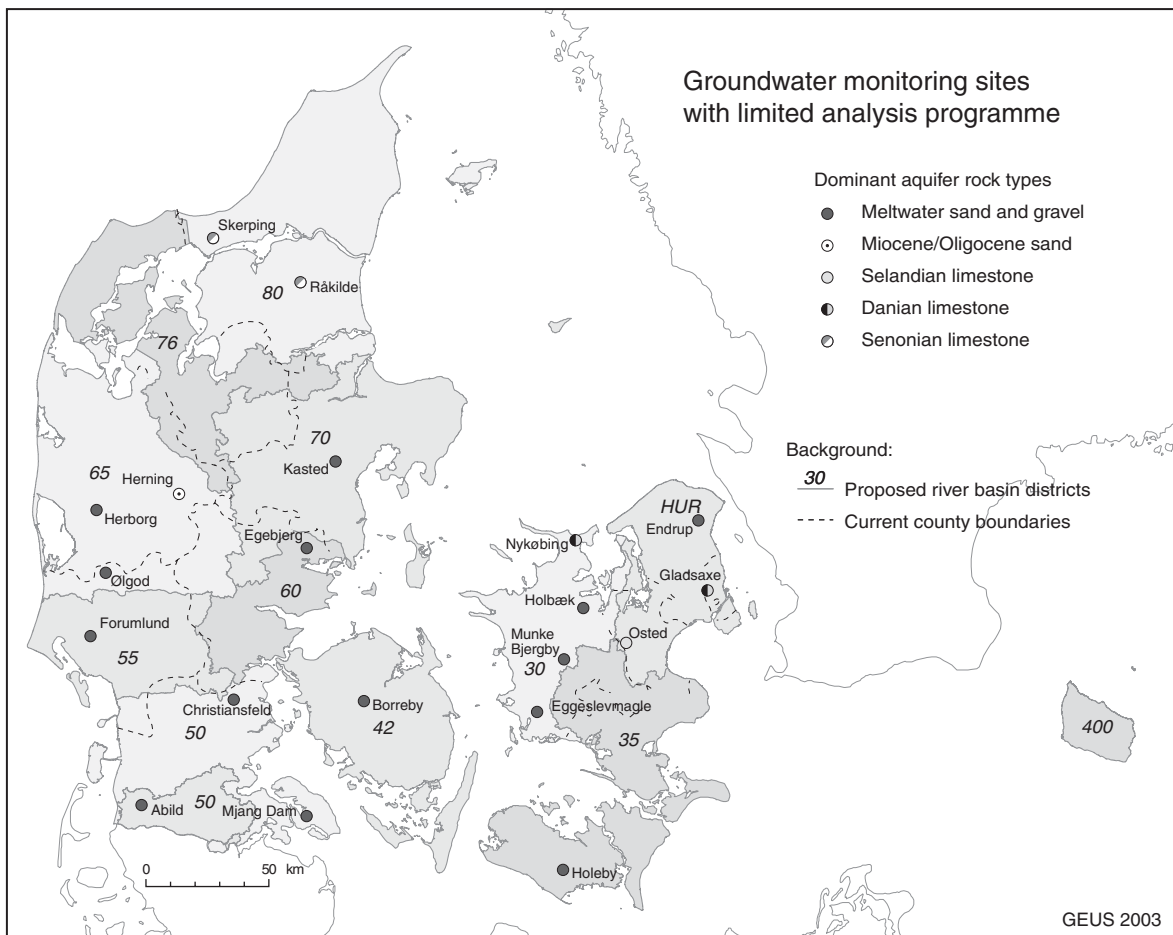 Groundwater monitoring sites
with limited analysis programme
Dominant aquifer rock types
Meltwater sand and gravel
Miocene/Oligocene sand
Selandian limestone
Danian limestone
Senonian limestone
Background:
30 Proposed river basin districts
Current county boundaries
Skerping
80
Råkilde
76
70
Kasted
65
Herning
Herborg
Egebjerg
Ølgod
60
Forumlund
55
Christiansfeld
50
Borreby
42
Abild
50
Mjang Dam
HUR
Endrup
Nykøbing
Gladsaxe
Holbæk
Osted
Munke
Bjergby
30
Eggeslevmagle
35
Holeby
400
0 50 km
GEUS 2003